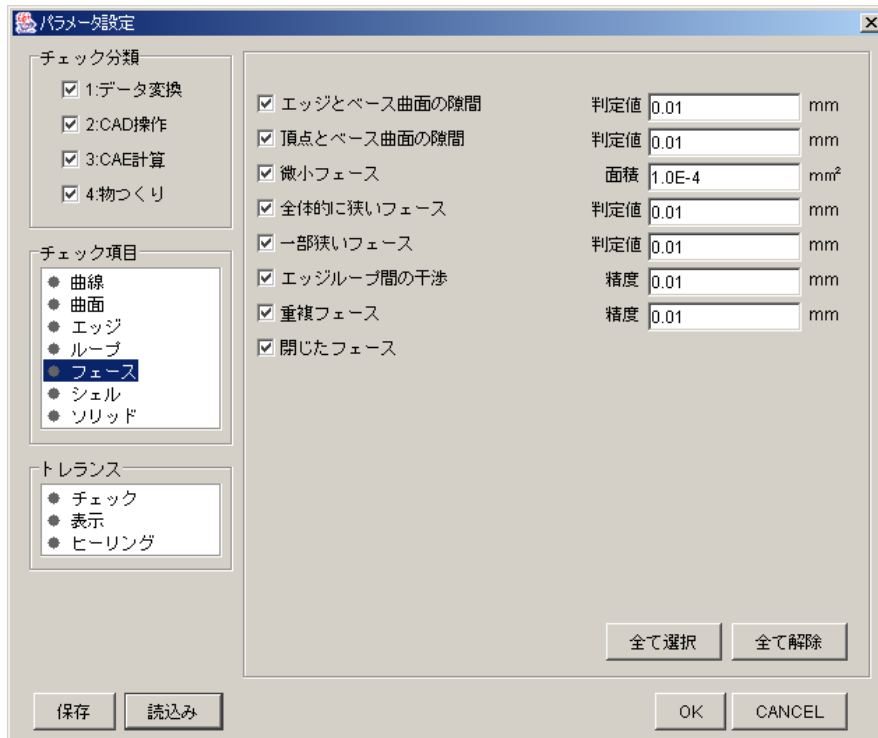 パラメータ設定
チェック分類
1:データ変換
2:CAD操作
3:CAE計算
4:物つくり
チェック項目
曲線
曲面
エッジ
ループ
フェース
シェル
ソリッド
トレランス
チェック
表示
ヒーリング
エッジとベース曲面の隙間 判定値 0.01 mm
頂点とベース曲面の隙間 判定値 0.01 mm
微小フェース 面積 1.0E-4 mm²
全体的に狭いフェース 判定値 0.01 mm
一部狭いフェース 判定値 0.01 mm
エッジループ間の干渉 精度 0.01 mm
重複フェース 精度 0.01 mm
閉じたフェース
全て選択 全て解除
保存 読込み OK CANCEL